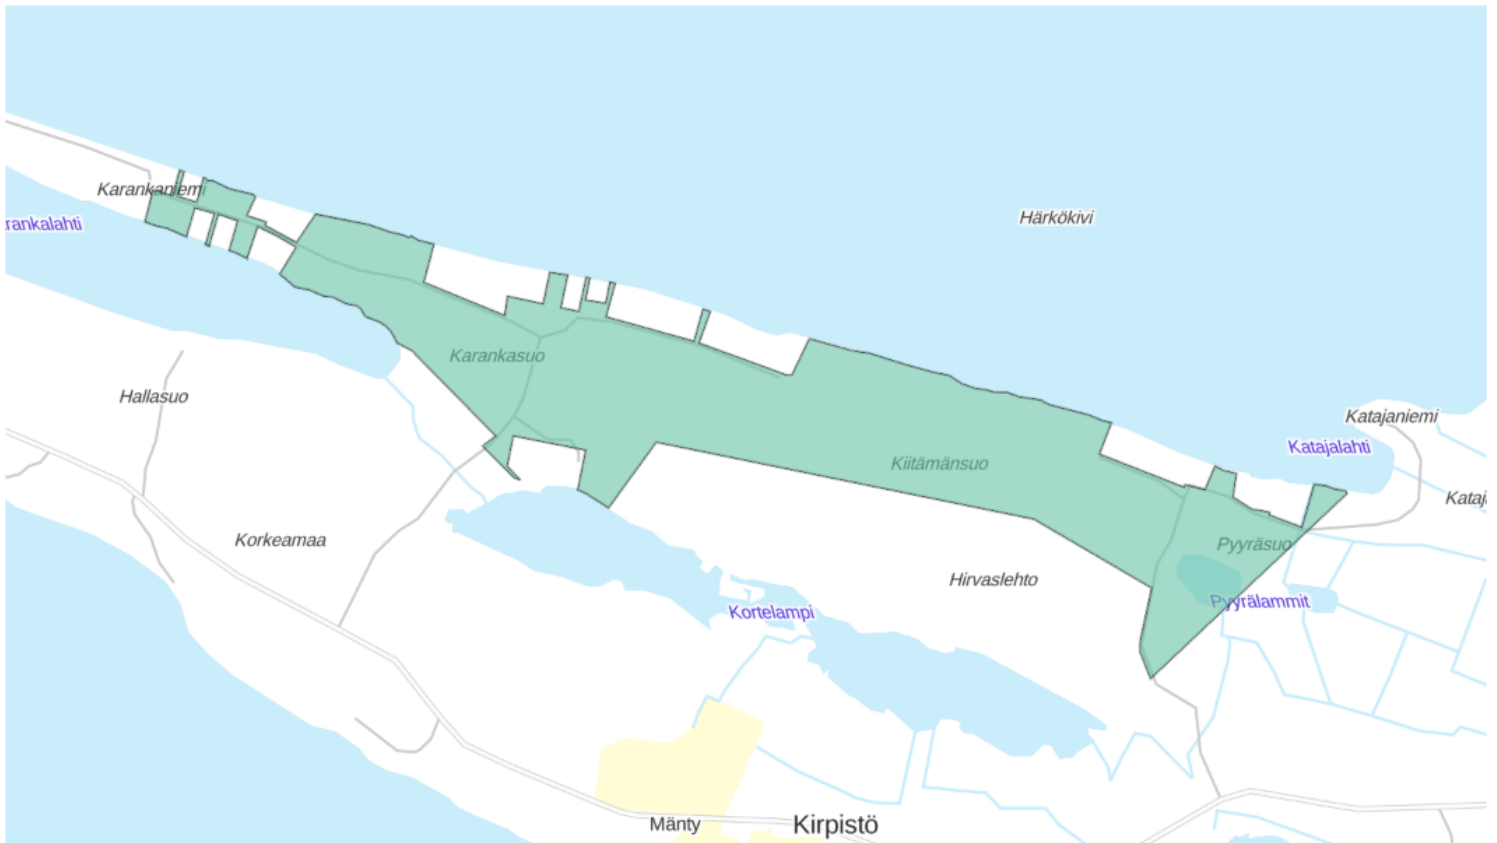 Karankaniemi
Härkökivi
rankalahti
Karankasuo
Hallasuo
Katajaniemi
Katajalahti
Kiitämänsuo
Kataj
Korkeamaa
Pyyräsuo
Hirvaslehto
Pyyrälammit
Kortelampi
Mänty
Kirpistö